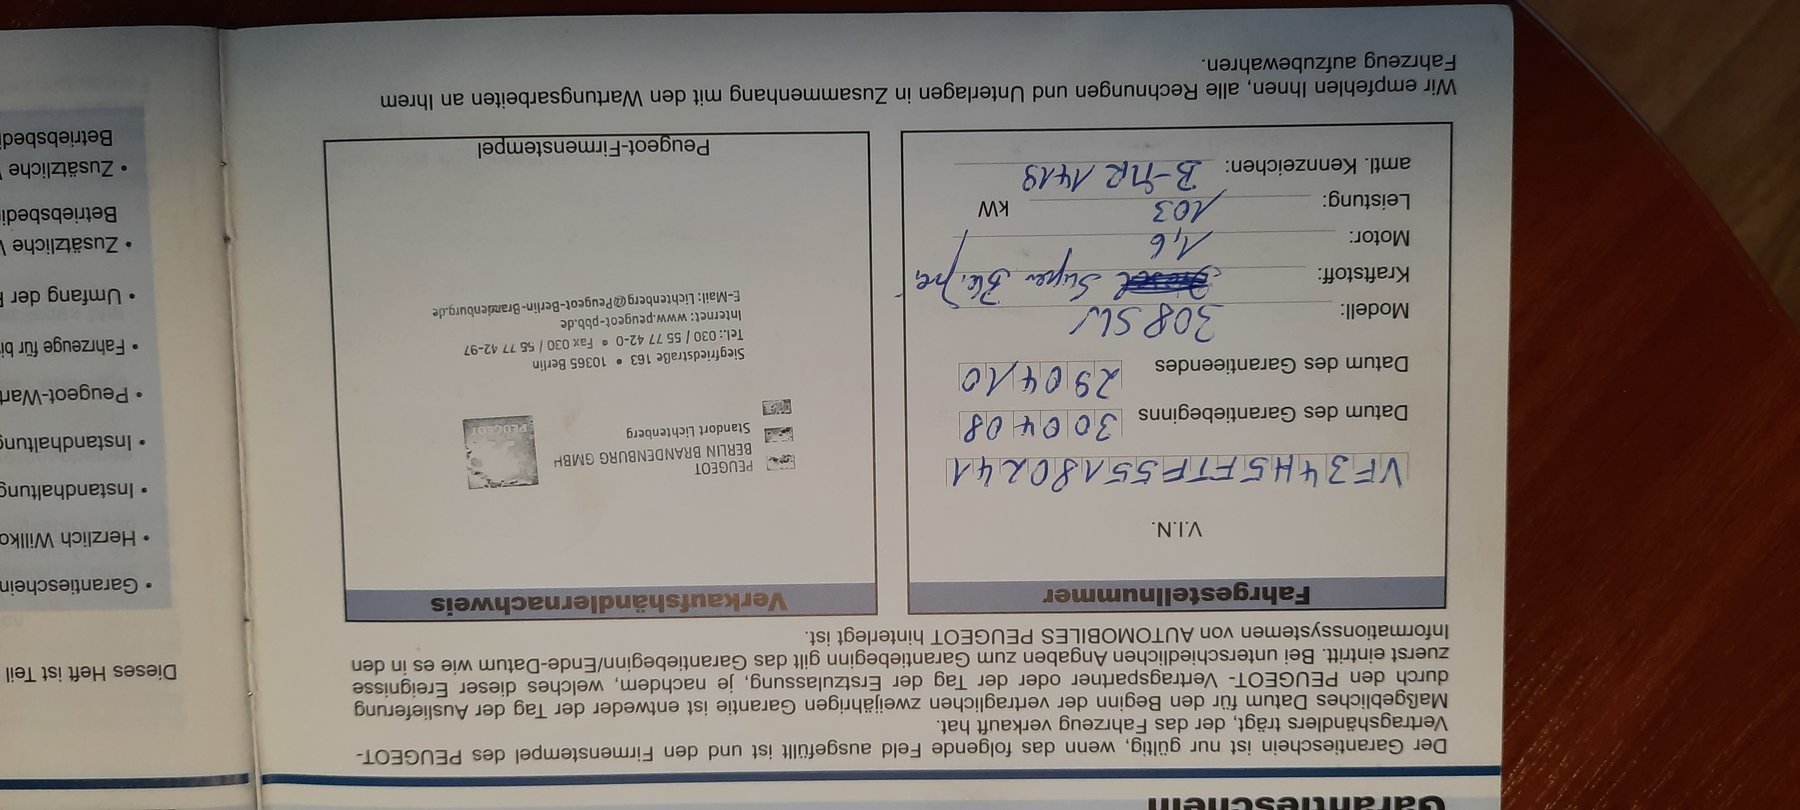 Garantieschein
Der Garantieschein ist nur gültig, wenn das folgende Feld ausgefüllt ist und den Firmenstempel des PEUGEOT-
Vertragshändlers trägt, der das Fahrzeug verkauft hat.
Maßgebliches Datum für den Beginn der vertraglichen zweijährigen Garantie ist entweder der Tag der Auslieferung
durch den PEUGEOT- Vertragspartner oder der Tag der Erstzulassung, je nachdem, welches dieser Ereignisse
zuerst eintritt. Bei unterschiedlichen Angaben zum Garantiebeginn gilt das Garantiebeginn/Ende-Datum wie es in den
Informationssystemen von AUTOMOBILES PEUGEOT hinterlegt ist.
Fahrgestellnummer
V.I.N.
VF34H5FTF55180241
Datum des Garantiebeginns 300408
Datum des Garantieendes 290410
Modell: 308 SW
Kraftstoff: Super
Motor: 1,6
Leistung: 103 kW
amtl. Kennzeichen: B-MR 1419
Verkaufshändlernachweis
PEUGEOT
BERLIN BRANDENBURG GMBH
Standort Lichtenberg
PEUGEOT
Siegfriedstraße 163 • 10365 Berlin
Tel.: 030 / 55 77 42-0 • Fax 030 / 55 77 42-97
Internet: www.peugeot-pbb.de
E-Mail: Lichtenberg@Peugeot-Berlin-Brandenburg.de
Peugeot-Firmenstempel
Wir empfehlen Ihnen, alle Rechnungen und Unterlagen in Zusammenhang mit den Wartungsarbeiten an Ihrem
Fahrzeug aufzubewahren.
Dieses Heft ist Teil
• Garantieschein
• Herzlich Willko
• Instandhaltung
• Instandhaltung
• Peugeot-Wart
• Fahrzeuge für bi
• Umfang der
• Zusätzliche
Betriebsbedi
• Zusätzliche
Betriebsbedi